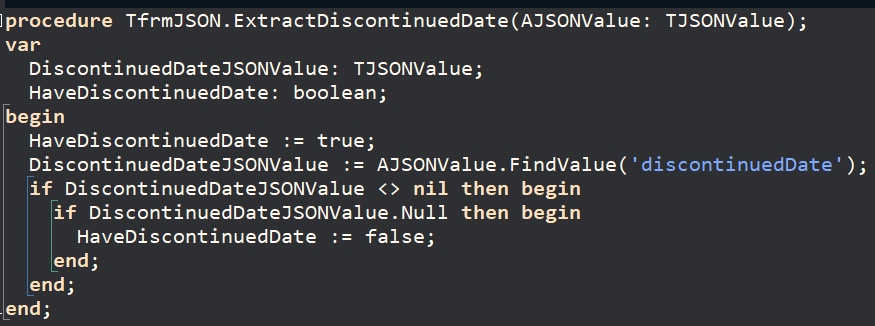 procedure TfrmJSON.ExtractDiscontinuedDate(AJSONValue: TJSONValue);
var
  DiscontinuedDateJSONValue: TJSONValue;
  HaveDiscontinuedDate: boolean;
begin
  HaveDiscontinuedDate := true;
  DiscontinuedDateJSONValue := AJSONValue.FindValue('discontinuedDate');
  if DiscontinuedDateJSONValue <> nil then begin
    if DiscontinuedDateJSONValue.Null then begin
      HaveDiscontinuedDate := false;
    end;
  end;
end;